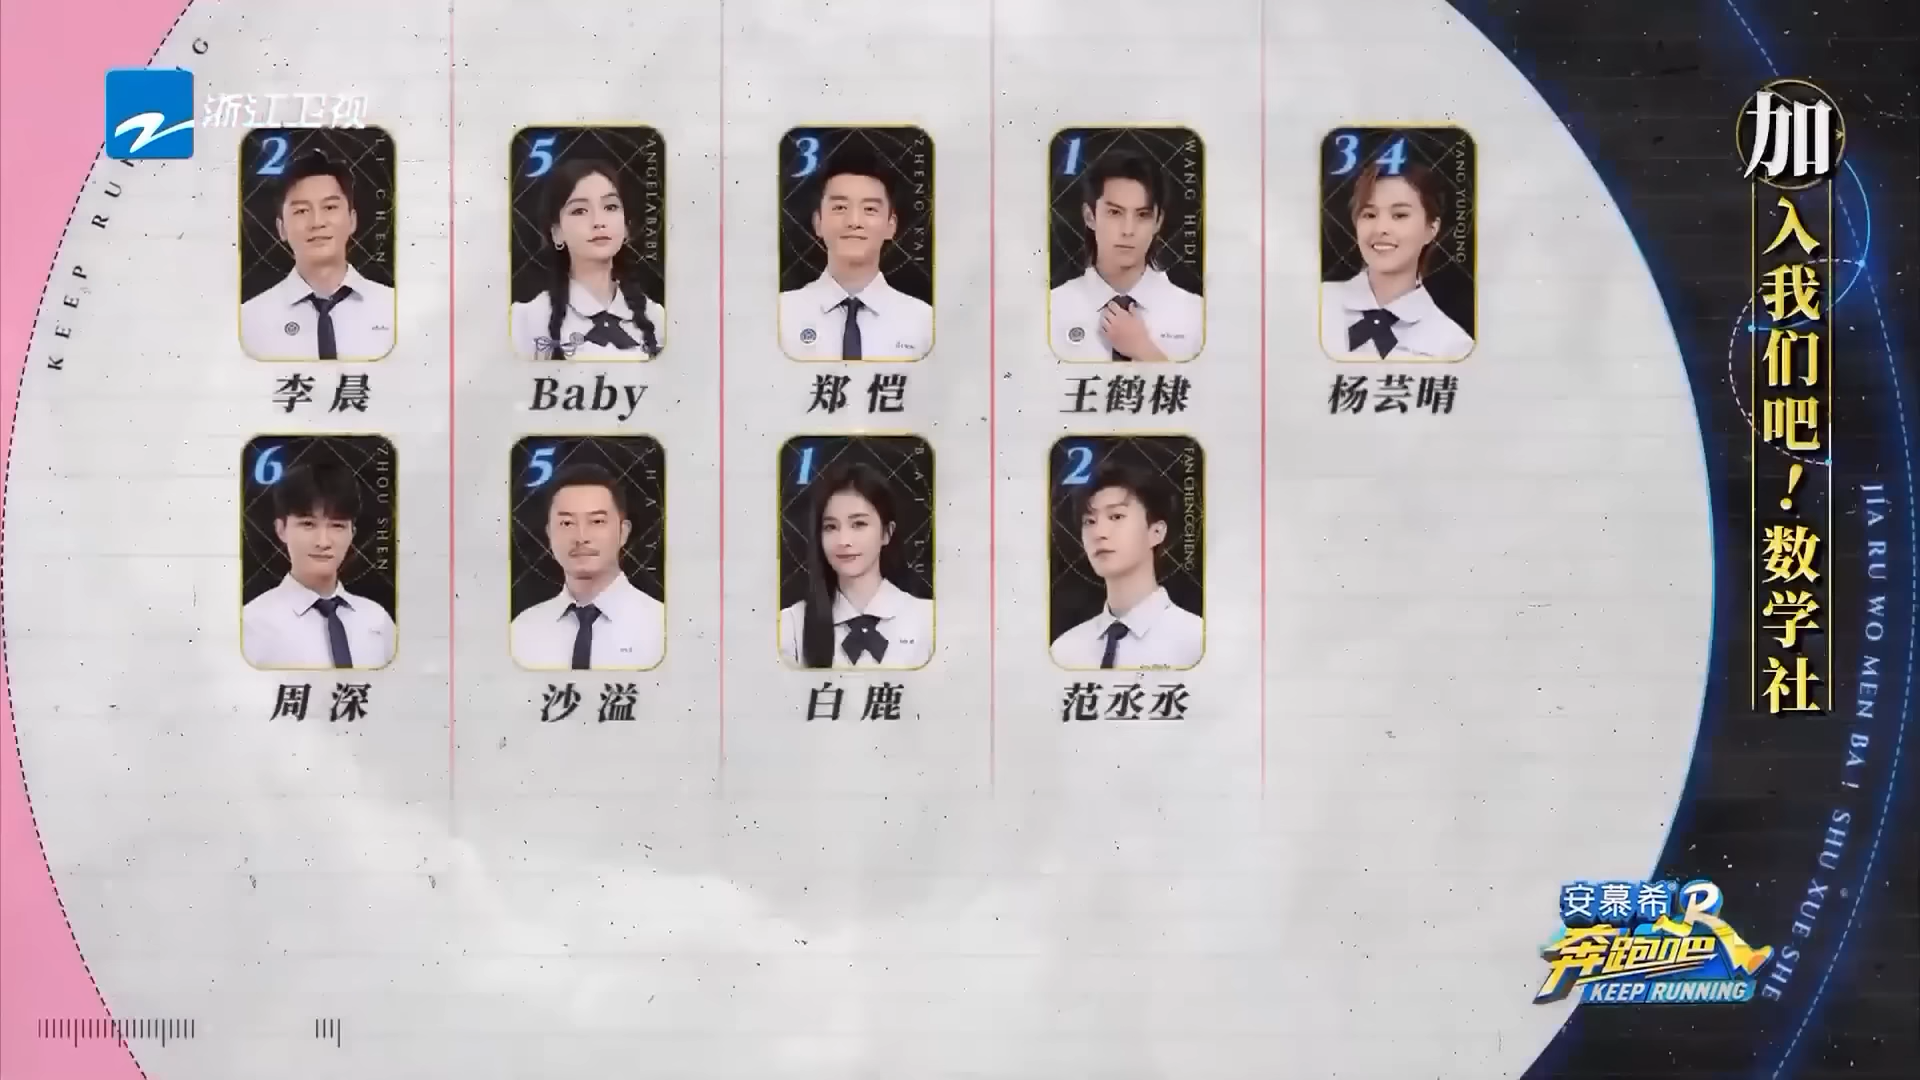 KEEP RUNNING
浙江卫视
2
LI CHEN
5
ANGELABABY
3
ZHENG KAI
1
WANG HEDI
3 4
YANG YUNQING
李晨
Baby
郑恺
王鹤棣
杨芸晴
6
ZHOU SHEN
5
SHA YI
1
BAI LU
2
FAN CHENGCHENG
周深
沙溢
白鹿
范丞丞
加入我们吧！数学社
JIA RU WO MEN BA! SHU XUE SHE
安慕希
奔跑吧
KEEP RUNNING